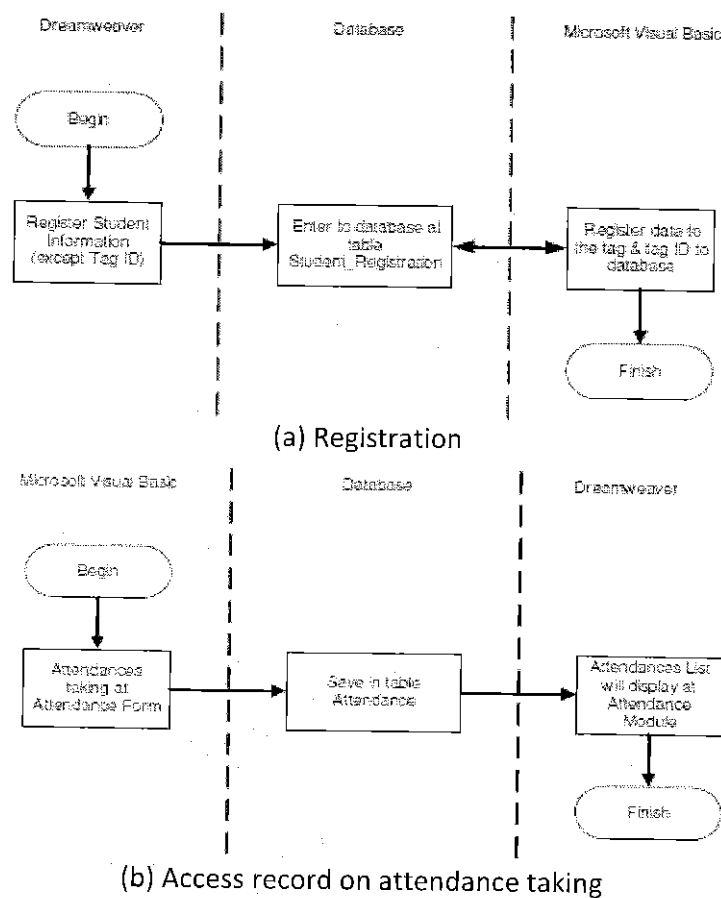 Dreamweaver
Database
Microsoft Visual Basic
Begin
Register Student
Information
(except Tag ID)
Enter to database at
table
Student_Registration
Register data to
the tag & tag ID to
database
Finish
(a) Registration
Microsoft Visual Basic
Database
Dreamweaver
Begin
Attendances
taking at
Attendance Form
Save in table
Attendance
Attendances List
will display at
Attendance
Module
Finish
(b) Access record on attendance taking